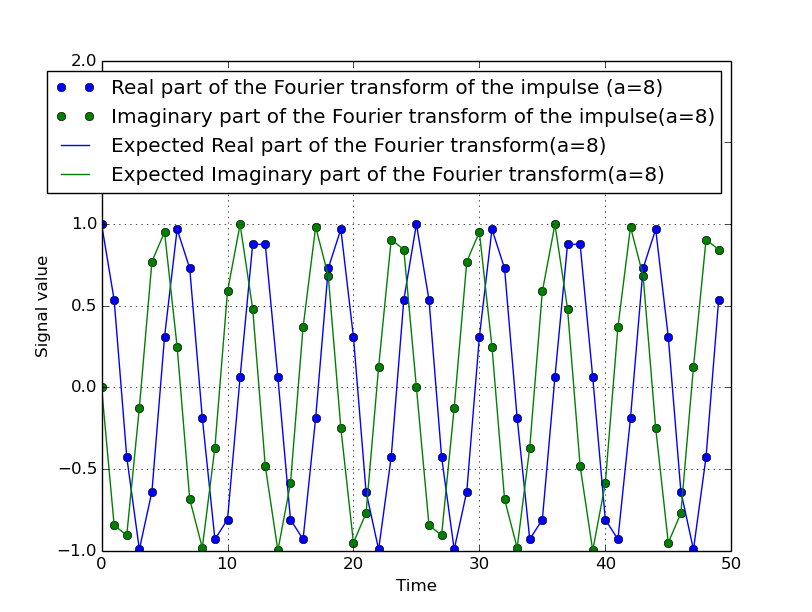 2.0
Real part of the Fourier transform of the impulse (a=8)
Imaginary part of the Fourier transform of the impulse(a=8)
Expected Real part of the Fourier transform(a=8)
Expected Imaginary part of the Fourier transform(a=8)
1.0
0.5
0.0
−0.5
−1.0
Signal value
0 10 20 30 40 50
Time